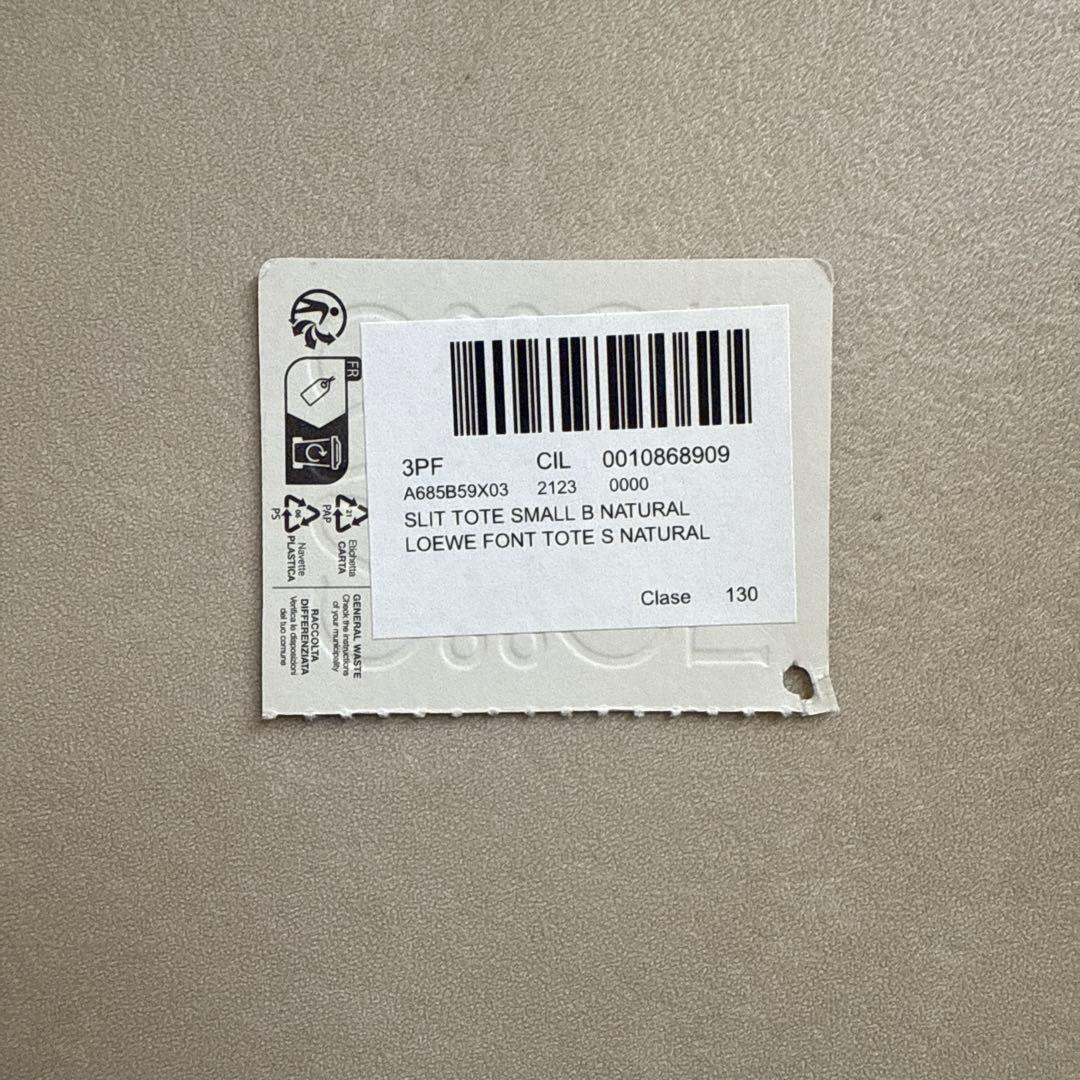 3PF CIL 0010868909
A685B59X03 2123 0000
SLIT TOTE SMALL B NATURAL
LOEWE FONT TOTE S NATURAL
Clase 130
FR
21
PAP
Etichetta
CARTA
06
PS
Navette
PLASTICA
GENERAL WASTE
Check the instructions
of your municipality
RACCOLTA
DIFFERENZIATA
Verifica le disposizioni
del tuo comune